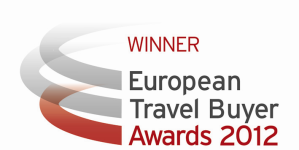 WINNER
European
Travel Buyer
Awards 2012